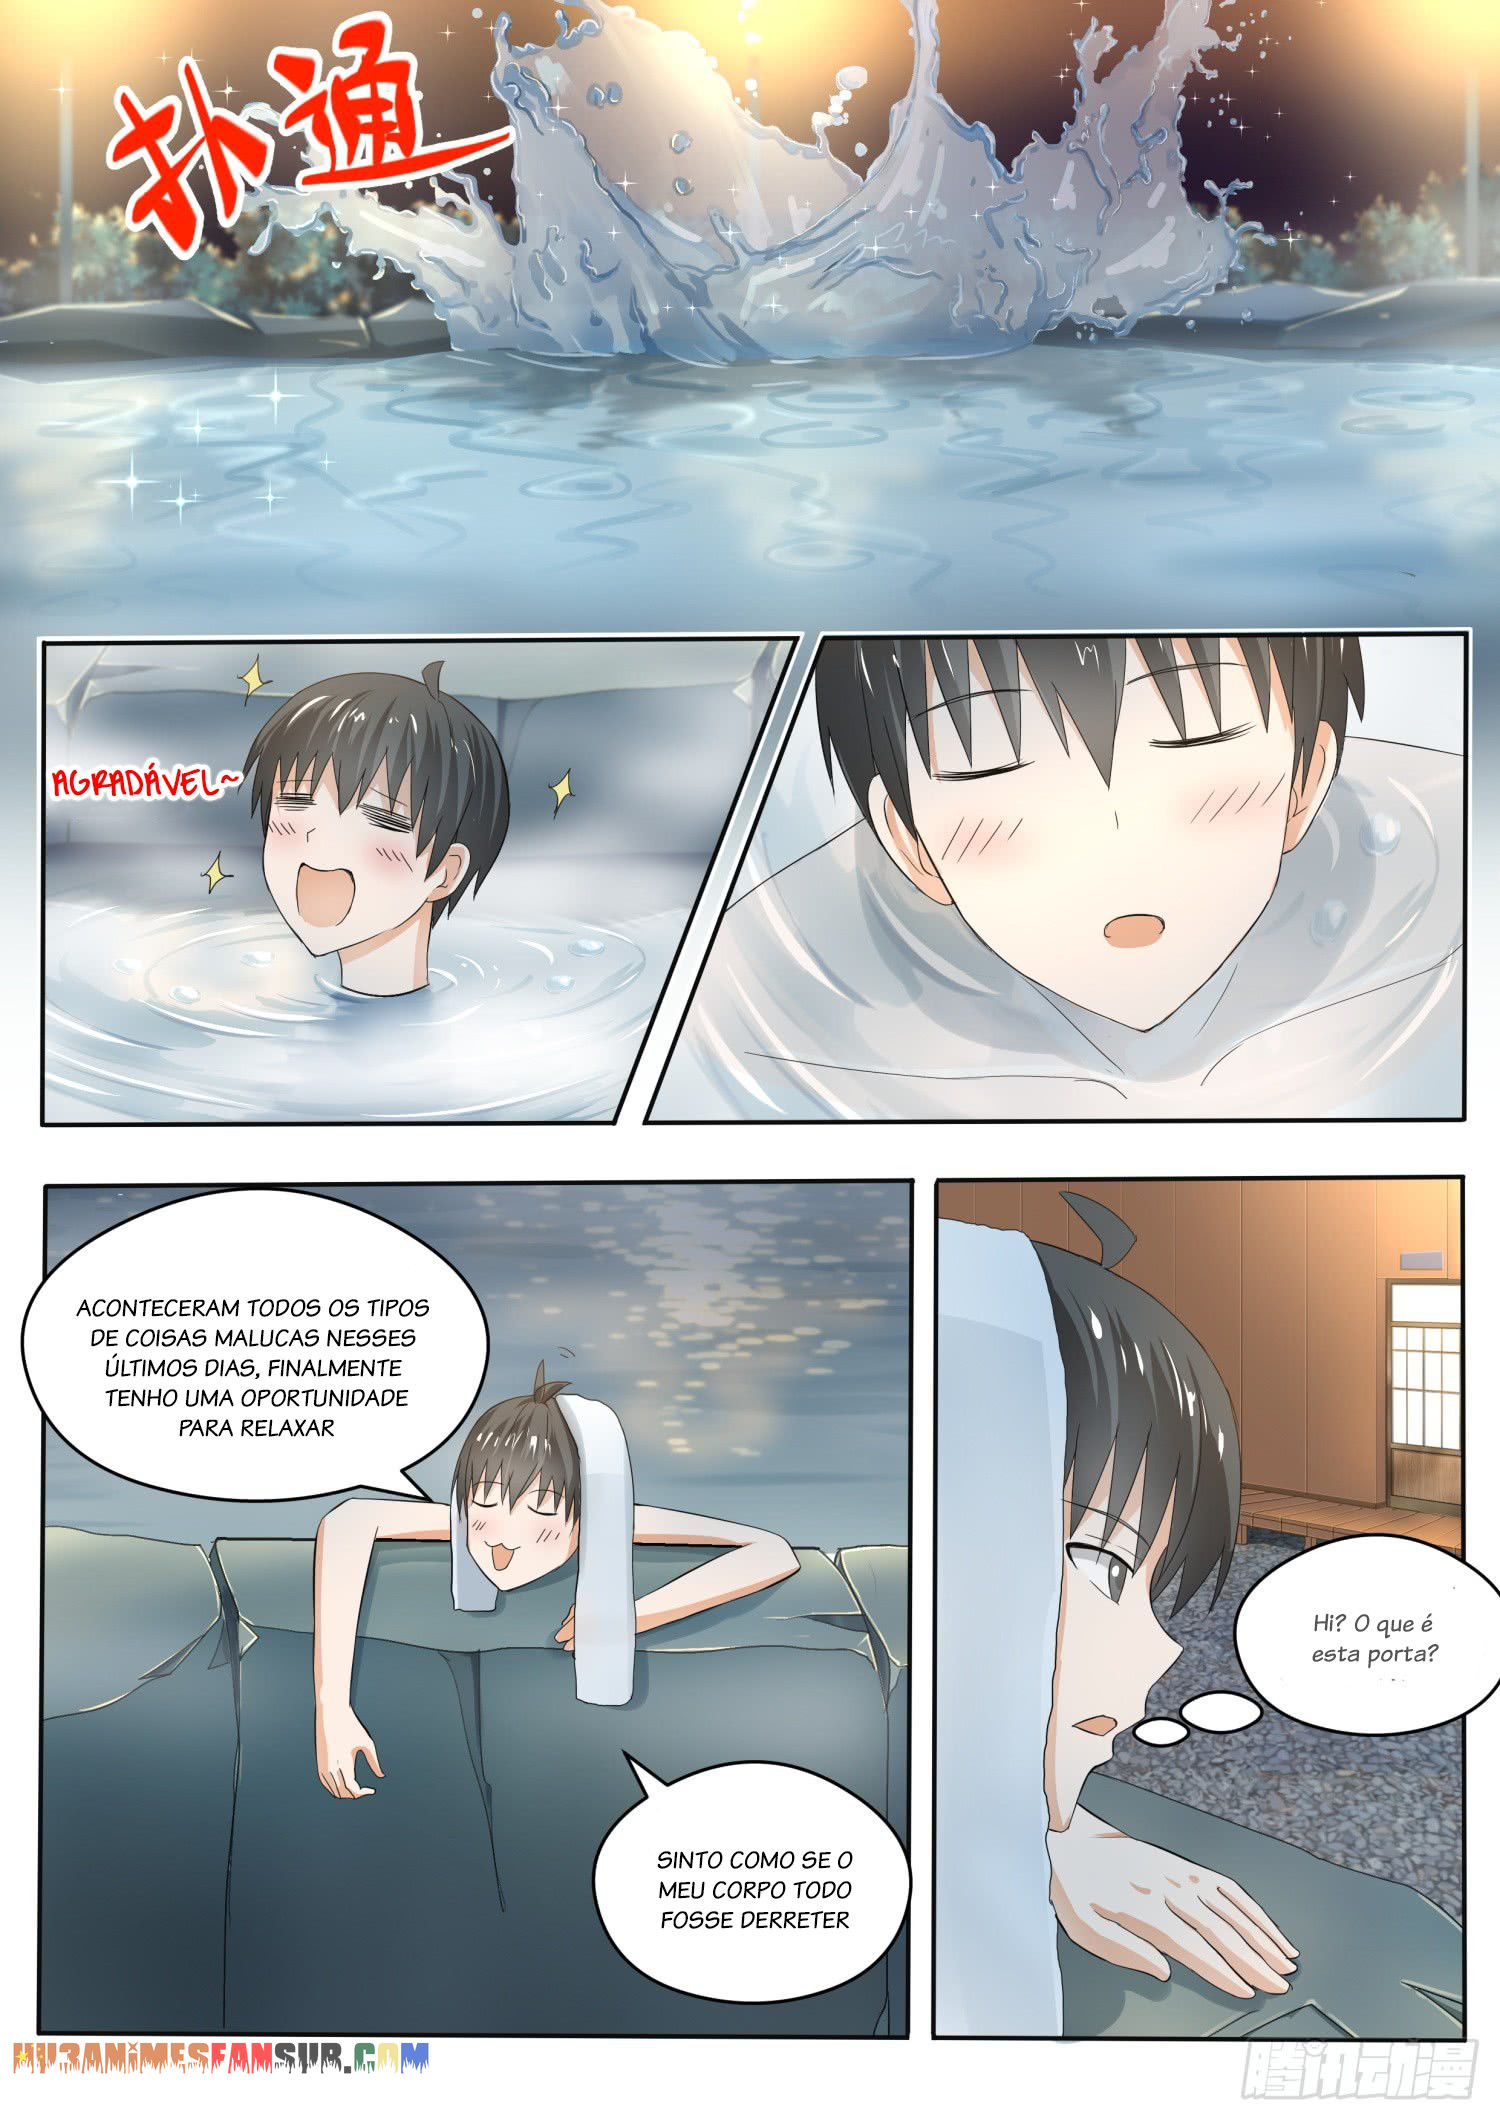 扑通
AGRADÁVEL~
ACONTECERAM TODOS OS TIPOS
DE COISAS MALUCAS NESSES
ÚLTIMOS DIAS, FINALMENTE
TENHO UMA OPORTUNIDADE
PARA RELAXAR
Hi? O que é
esta porta?
SINTO COMO SE O
MEU CORPO TODO
FOSSE DERRETER
HU3ANIMESFANSUR.COM
腾讯动漫